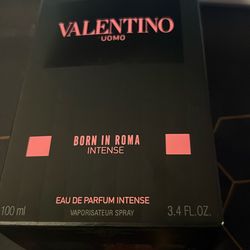 VALENTINO
UOMO
BORN IN ROMA
INTENSE
EAU DE PARFUM INTENSE
100 ml VAPORISATEUR SPRAY 3.4 FL.OZ.